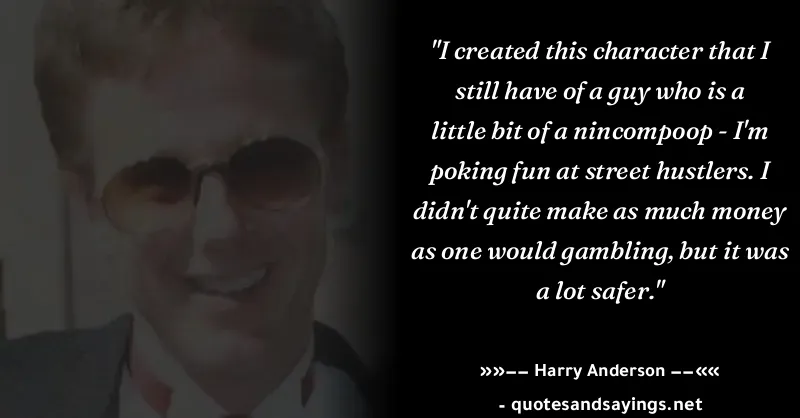 "I created this character that I
still have of a guy who is a
little bit of a nincompoop - I'm
poking fun at street hustlers. I
didn't quite make as much money
as one would gambling, but it was
a lot safer."
»»−− Harry Anderson −−««
- quotesandsayings.net